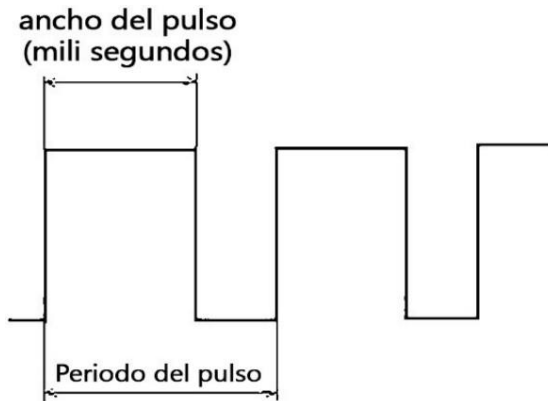 ancho del pulso
(mili segundos)
Periodo del pulso